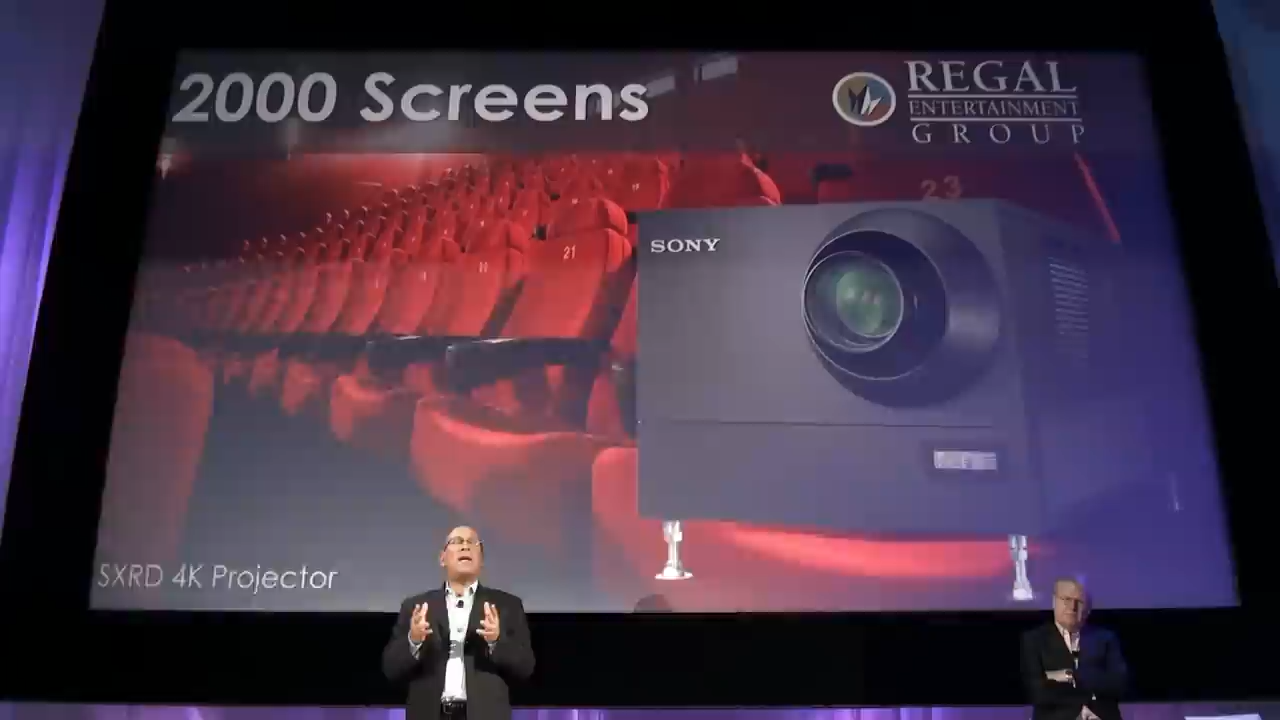 2000 Screens
REGAL
ENTERTAINMENT
GROUP
23
21
SONY
SXRD 4K Projector